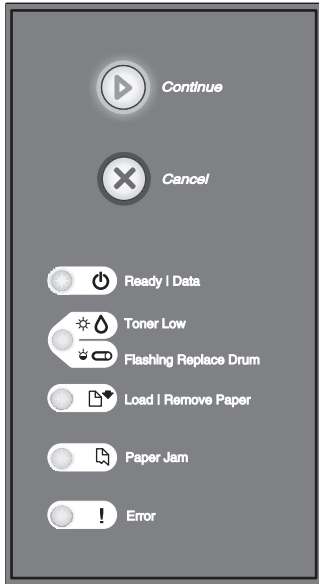 Continue
Cancel
Ready | Data
Toner Low
Flashing Replace Drum
Load | Remove Paper
Paper Jam
! Error